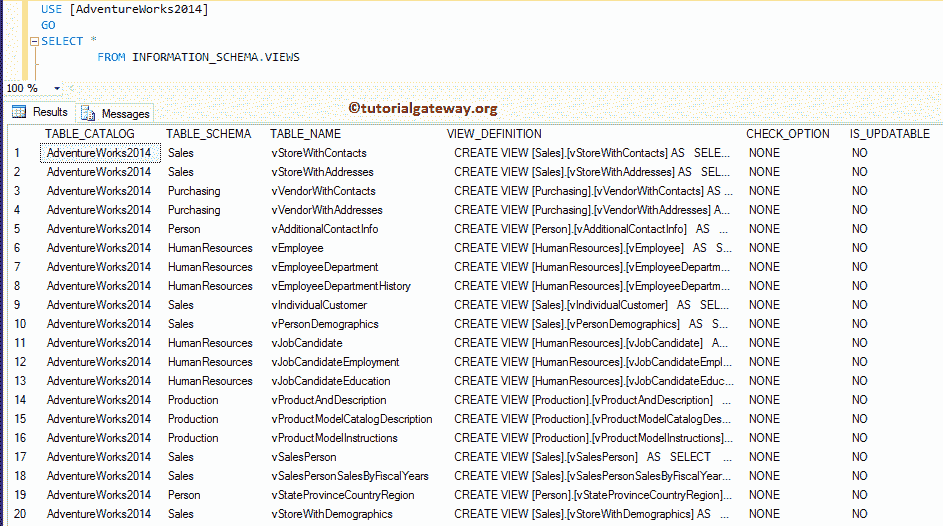 USE [AdventureWorks2014]
GO
SELECT *
FROM INFORMATION_SCHEMA.VIEWS
100 %
Results Messages ©tutorialgateway.org
TABLE_CATALOG TABLE_SCHEMA TABLE_NAME VIEW_DEFINITION CHECK_OPTION IS_UPDATABLE
1 AdventureWorks2014 Sales vStoreWithContacts CREATE VIEW [Sales].[vStoreWithContacts] AS SELE... NONE NO
2 AdventureWorks2014 Sales vStoreWithAddresses CREATE VIEW [Sales].[vStoreWithAddresses] AS SEL... NONE NO
3 AdventureWorks2014 Purchasing vVendorWithContacts CREATE VIEW [Purchasing].[vVendorWithContacts] AS ... NONE NO
4 AdventureWorks2014 Purchasing vVendorWithAddresses CREATE VIEW [Purchasing].[vVendorWithAddresses] A... NONE NO
5 AdventureWorks2014 Person vAdditionalContactInfo CREATE VIEW [Person].[vAdditionalContactInfo] AS ... NONE NO
6 AdventureWorks2014 HumanResources vEmployee CREATE VIEW [HumanResources].[vEmployee] AS S... NONE NO
7 AdventureWorks2014 HumanResources vEmployeeDepartment CREATE VIEW [HumanResources].[vEmployeeDepartm... NONE NO
8 AdventureWorks2014 HumanResources vEmployeeDepartmentHistory CREATE VIEW [HumanResources].[vEmployeeDepartm... NONE NO
9 AdventureWorks2014 Sales vIndividualCustomer CREATE VIEW [Sales].[vIndividualCustomer] AS SEL... NONE NO
10 AdventureWorks2014 Sales vPersonDemographics CREATE VIEW [Sales].[vPersonDemographics] AS S... NONE NO
11 AdventureWorks2014 HumanResources vJobCandidate CREATE VIEW [HumanResources].[vJobCandidate] A... NONE NO
12 AdventureWorks2014 HumanResources vJobCandidateEmployment CREATE VIEW [HumanResources].[vJobCandidateEmpl... NONE NO
13 AdventureWorks2014 HumanResources vJobCandidateEducation CREATE VIEW [HumanResources].[vJobCandidateEduc... NONE NO
14 AdventureWorks2014 Production vProductAndDescription CREATE VIEW [Production].[vProductAndDescription] ... NONE NO
15 AdventureWorks2014 Production vProductModelCatalogDescription CREATE VIEW [Production].[vProductModelCatalogDes... NONE NO
16 AdventureWorks2014 Production vProductModelInstructions CREATE VIEW [Production].[vProductModelInstructions]... NONE NO
17 AdventureWorks2014 Sales vSalesPerson CREATE VIEW [Sales].[vSalesPerson] AS SELECT ... NONE NO
18 AdventureWorks2014 Sales vSalesPersonSalesByFiscalYears CREATE VIEW [Sales].[vSalesPersonSalesByFiscalYear... NONE NO
19 AdventureWorks2014 Person vStateProvinceCountryRegion CREATE VIEW [Person].[vStateProvinceCountryRegion]... NONE NO
20 AdventureWorks2014 Sales vStoreWithDemographics CREATE VIEW [Sales].[vStoreWithDemographics] AS ... NONE NO